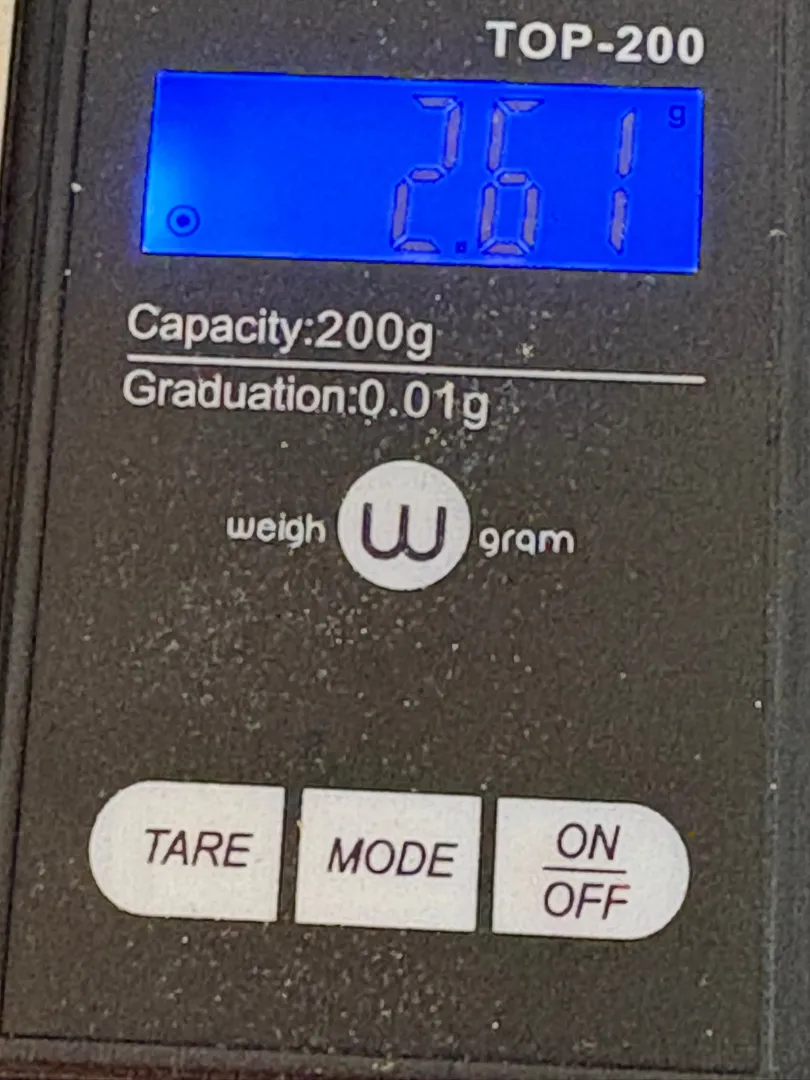 TOP-200
2.61 g
Capacity:200g
Graduation:0.01g
weigh W gram
TARE MODE ON
OFF